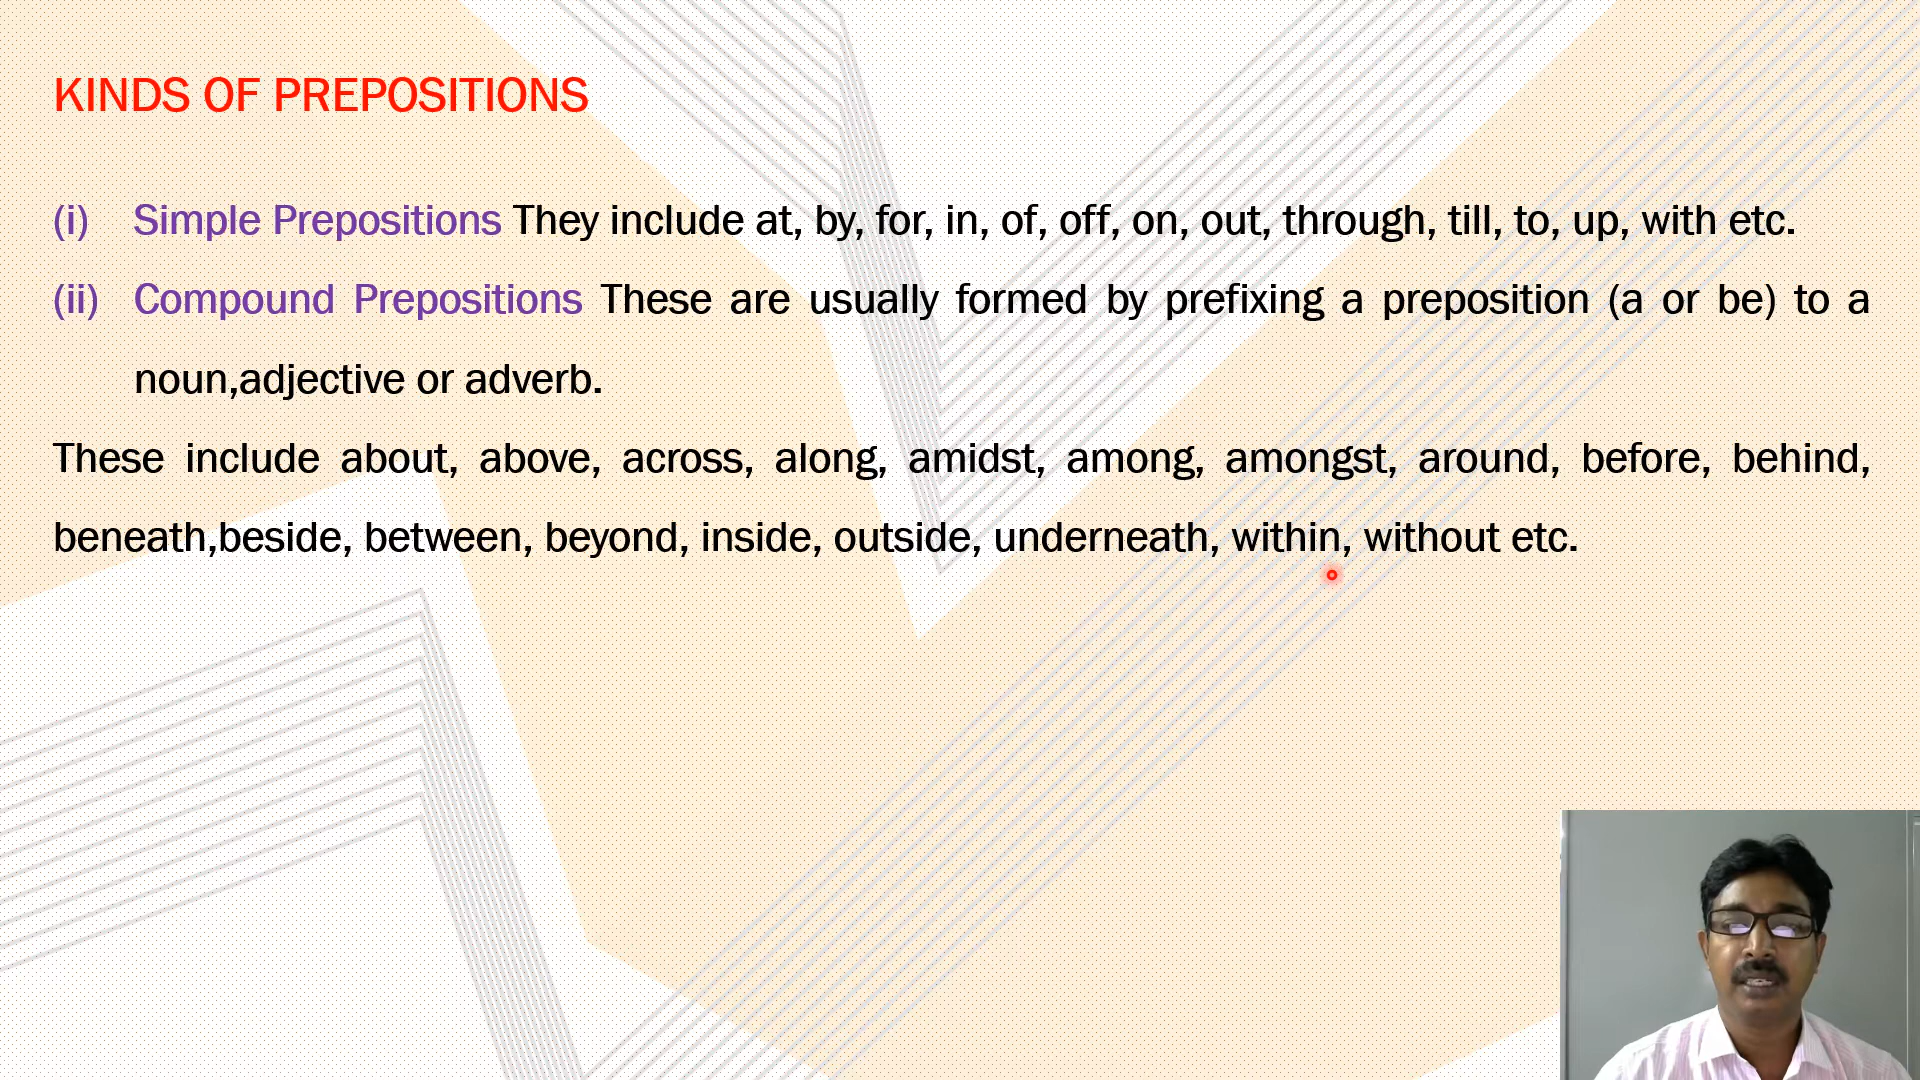 KINDS OF PREPOSITIONS
(i) Simple Prepositions They include at, by, for, in, of, off, on, out, through, till, to, up, with etc.
(ii) Compound Prepositions These are usually formed by prefixing a preposition (a or be) to a
noun,adjective or adverb.
These include about, above, across, along, amidst, among, amongst, around, before, behind,
beneath,beside, between, beyond, inside, outside, underneath, within, without etc.